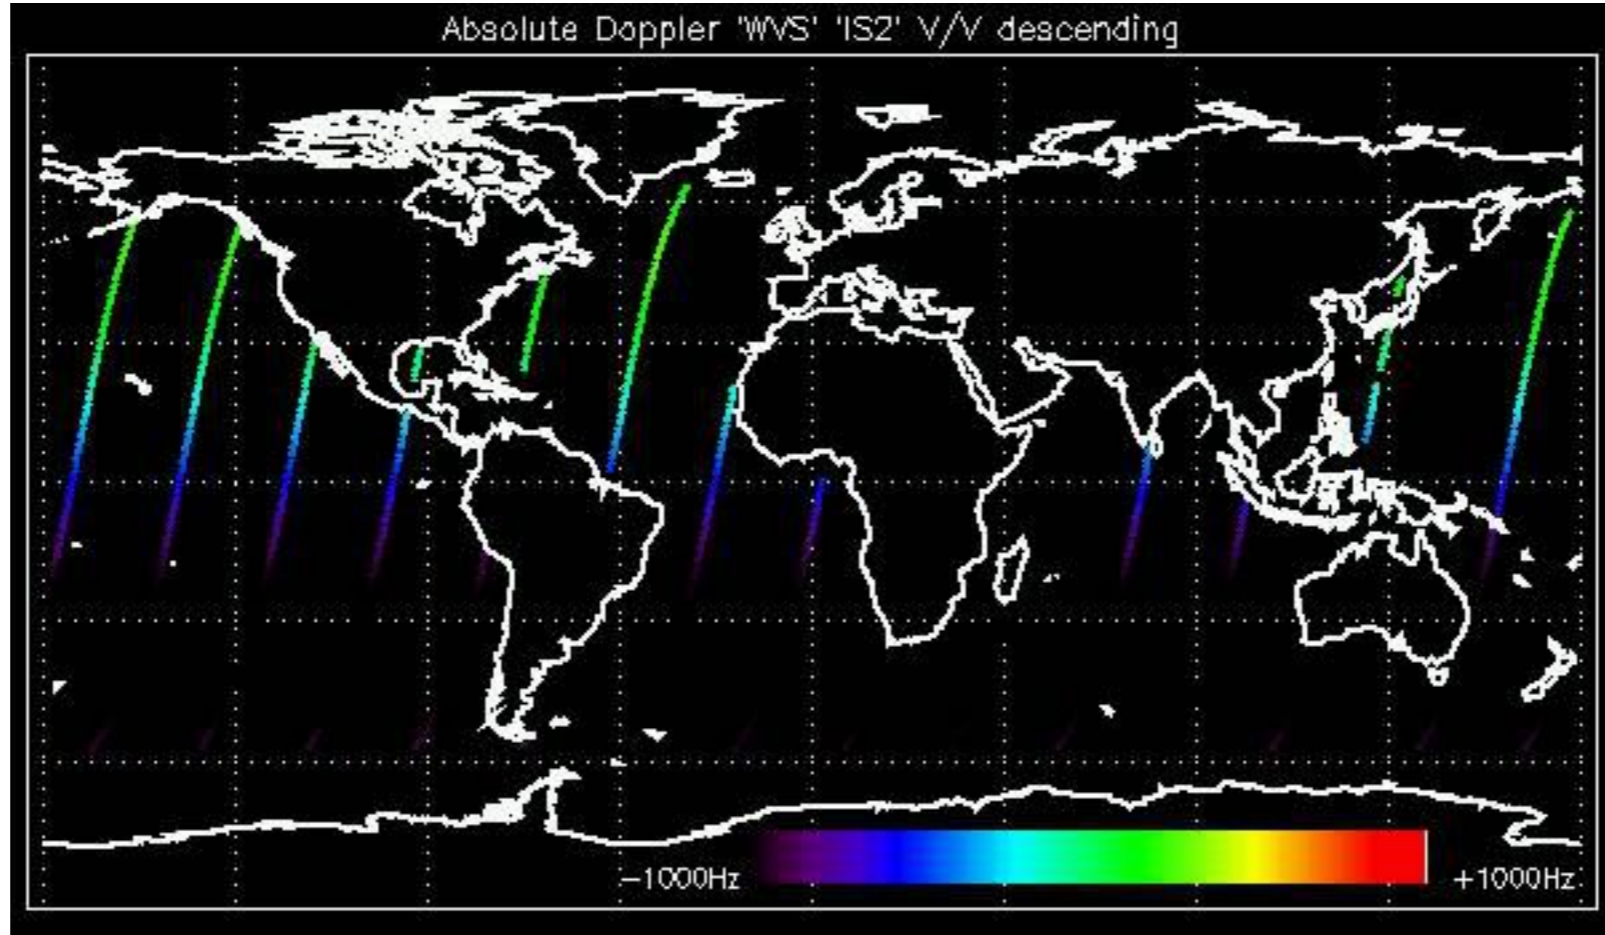 Absolute Doppler 'WVS' 'IS2' V/V descending
-1000Hz +1000Hz